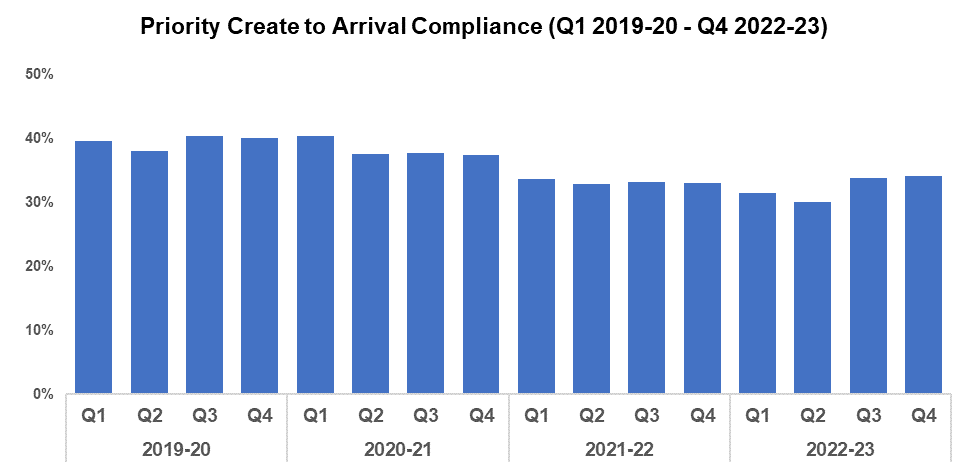 Priority Create to Arrival Compliance (Q1 2019-20 - Q4 2022-23)
50%
40%
30%
20%
10%
0%
Q1 Q2 Q3 Q4 Q1 Q2 Q3 Q4 Q1 Q2 Q3 Q4 Q1 Q2 Q3 Q4
2019-20 2020-21 2021-22 2022-23